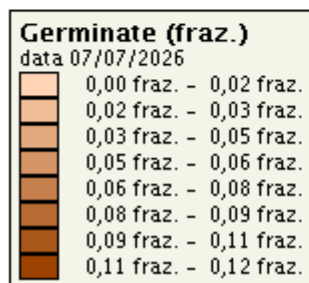 Germinate (fraz.)
data 07/07/2026
0,00 fraz. - 0,02 fraz.
0,02 fraz. - 0,03 fraz.
0,03 fraz. - 0,05 fraz.
0,05 fraz. - 0,06 fraz.
0,06 fraz. - 0,08 fraz.
0,08 fraz. - 0,09 fraz.
0,09 fraz. - 0,11 fraz.
0,11 fraz. - 0,12 fraz.